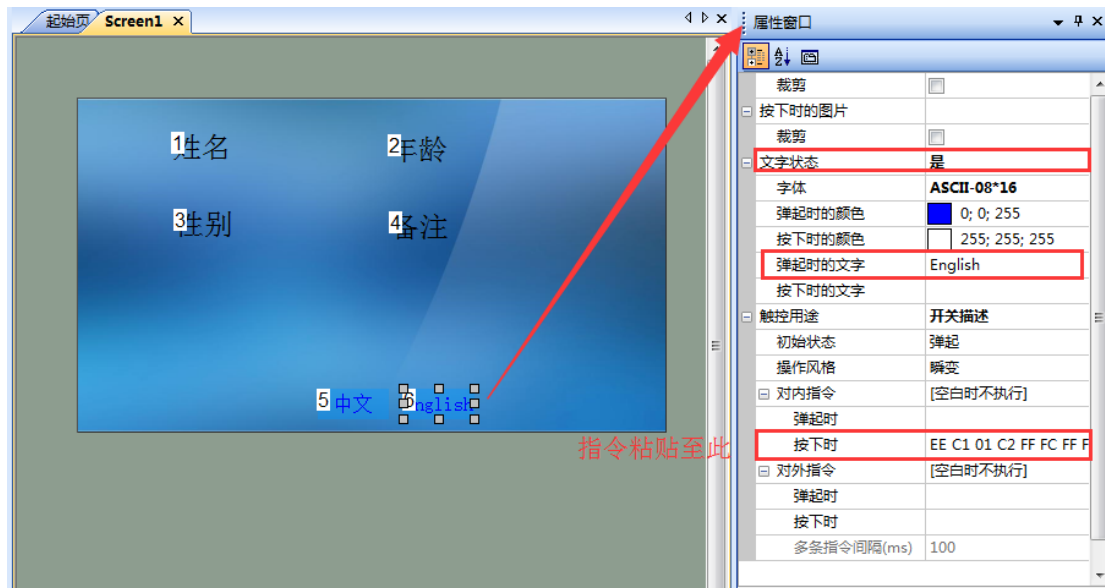 起始页 Screen1
属性窗口
裁剪
按下时的图片
裁剪
文字状态 是
字体 ASCII-08*16
弹起时的颜色 0; 0; 255
按下时的颜色 255; 255; 255
弹起时的文字 English
按下时的文字
触控用途 开关描述
初始状态 弹起
操作风格 瞬变
对内指令 [空白时不执行]
弹起时
按下时 EE C1 01 C2 FF FC FF F
对外指令 [空白时不执行]
弹起时
按下时
多条指令间隔(ms) 100
1 姓名 2 年龄
3 性别 4 备注
5 中文 6 English
指令粘贴至此